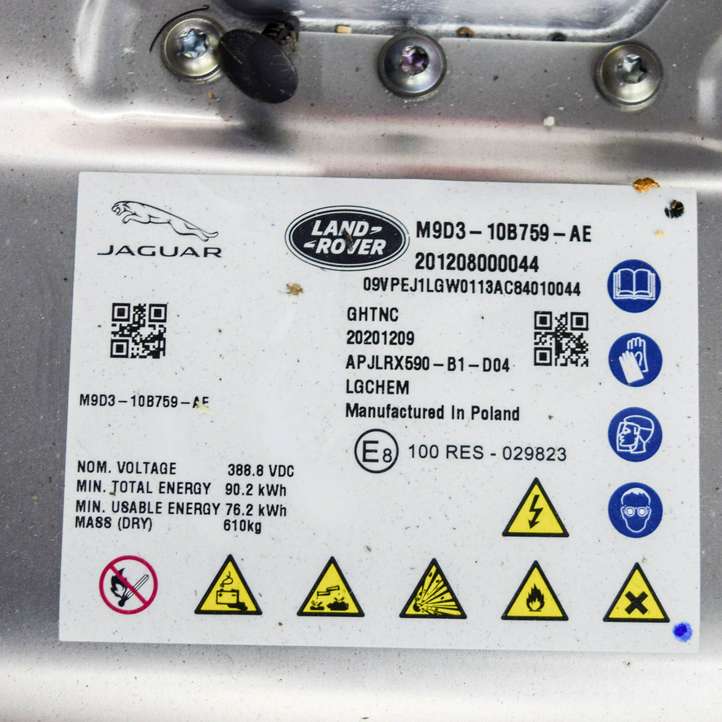 JAGUAR
LAND-
-ROVER
M9D3-10B759-AE
201208000044
09VPEJ1LGW0113AC84010044
GHTNC
20201209
APJLRX590-B1-D04
LGCHEM
Manufactured In Poland
M9D3-10B759-AE
E8 100 RES - 029823
NOM. VOLTAGE 388.8 VDC
MIN. TOTAL ENERGY 90.2 kWh
MIN. USABLE ENERGY 76.2 kWh
MASS (DRY) 610kg